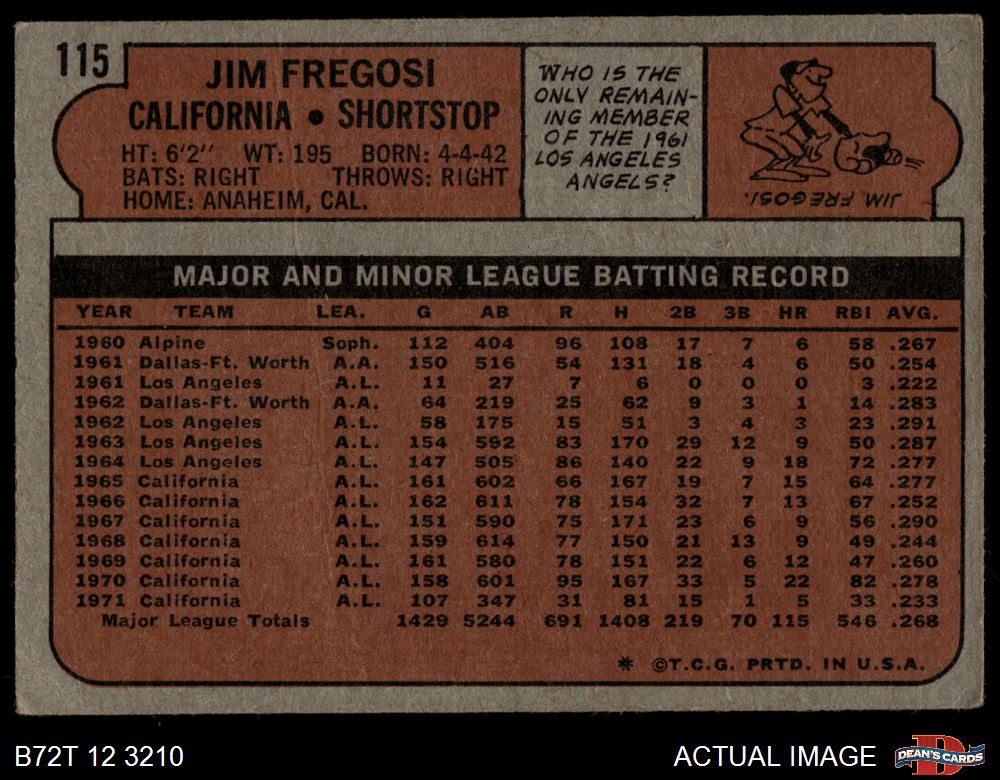 115
JIM FREGOSI
CALIFORNIA • SHORTSTOP
HT: 6'2" WT: 195 BORN: 4-4-42
BATS: RIGHT THROWS: RIGHT
HOME: ANAHEIM, CAL.
WHO IS THE
ONLY REMAIN-
ING MEMBER
OF THE 1961
LOS ANGELES
ANGELS?
JIM FREGOSI.
MAJOR AND MINOR LEAGUE BATTING RECORD
YEAR TEAM LEA. G AB R H 2B 3B HR RBI AVG.
1960 Alpine Soph. 112 404 96 108 17 7 6 58 .267
1961 Dallas-Ft. Worth A.A. 150 516 54 131 18 4 6 50 .254
1961 Los Angeles A.L. 11 27 7 6 0 0 0 3 .222
1962 Dallas-Ft. Worth A.A. 64 219 25 62 9 3 1 14 .283
1962 Los Angeles A.L. 58 175 15 51 3 4 3 23 .291
1963 Los Angeles A.L. 154 592 83 170 29 12 9 50 .287
1964 Los Angeles A.L. 147 505 86 140 22 9 18 72 .277
1965 California A.L. 161 602 66 167 19 7 15 64 .277
1966 California A.L. 162 611 78 154 32 7 13 67 .252
1967 California A.L. 151 590 75 171 23 6 9 56 .290
1968 California A.L. 159 614 77 150 21 13 9 49 .244
1969 California A.L. 161 580 78 151 22 6 12 47 .260
1970 California A.L. 158 601 95 167 33 5 22 82 .278
1971 California A.L. 107 347 31 81 15 1 5 33 .233
Major League Totals 1429 5244 691 1408 219 70 115 546 .268
* ©T.C.G. PRTD. IN U.S.A.
B72T 12 3210
ACTUAL IMAGE
D
DEAN'S CARDS